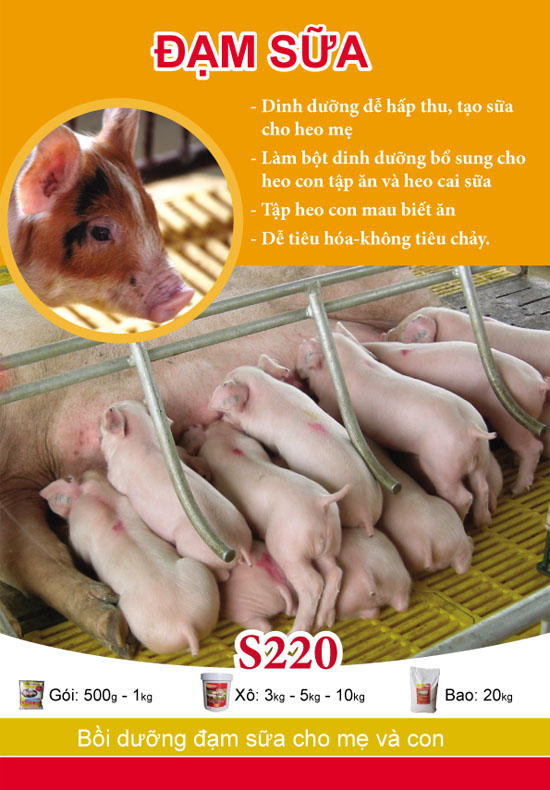 ĐẠM SỮA
- Dinh dưỡng dễ hấp thu, tạo sữa
cho heo mẹ
- Làm bột dinh dưỡng bổ sung cho
heo con tập ăn và heo cai sữa
- Tập heo con mau biết ăn
- Dễ tiêu hóa-không tiêu chảy.
S220
Gói: 500g - 1kg
Xô: 3kg - 5kg - 10kg
Bao: 20kg
Bồi dưỡng đạm sữa cho mẹ và con